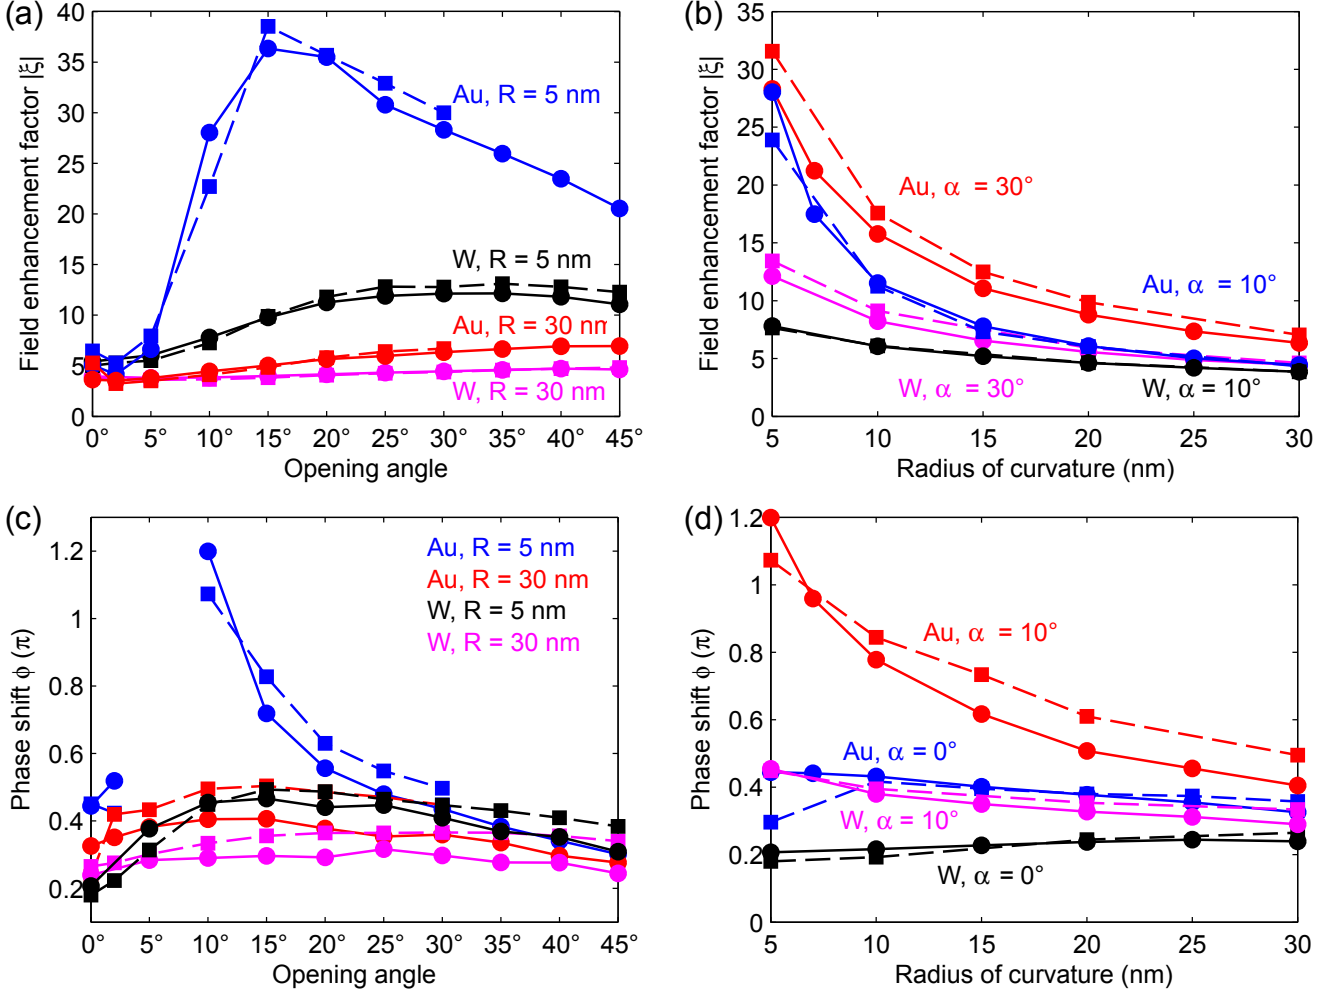 (a)
40
35
30
25
20
15
10
5
0
Field enhancement factor |ξ|
Au, R = 5 nm
W, R = 5 nm
Au, R = 30 nm
W, R = 30 nm
0° 5° 10° 15° 20° 25° 30° 35° 40° 45°
Opening angle
(b)
35
30
25
20
15
10
5
0
Field enhancement factor |ξ|
Au, α = 30°
Au, α = 10°
W, α = 30°
W, α = 10°
5 10 15 20 25 30
Radius of curvature (nm)
(c)
1.2
1
0.8
0.6
0.4
0.2
Phase shift ϕ (π)
Au, R = 5 nm
Au, R = 30 nm
W, R = 5 nm
W, R = 30 nm
0° 5° 10° 15° 20° 25° 30° 35° 40° 45°
Opening angle
(d)
1.2
1
0.8
0.6
0.4
0.2
0
Phase shift ϕ (π)
Au, α = 10°
Au, α = 0°
W, α = 10°
W, α = 0°
5 10 15 20 25 30
Radius of curvature (nm)